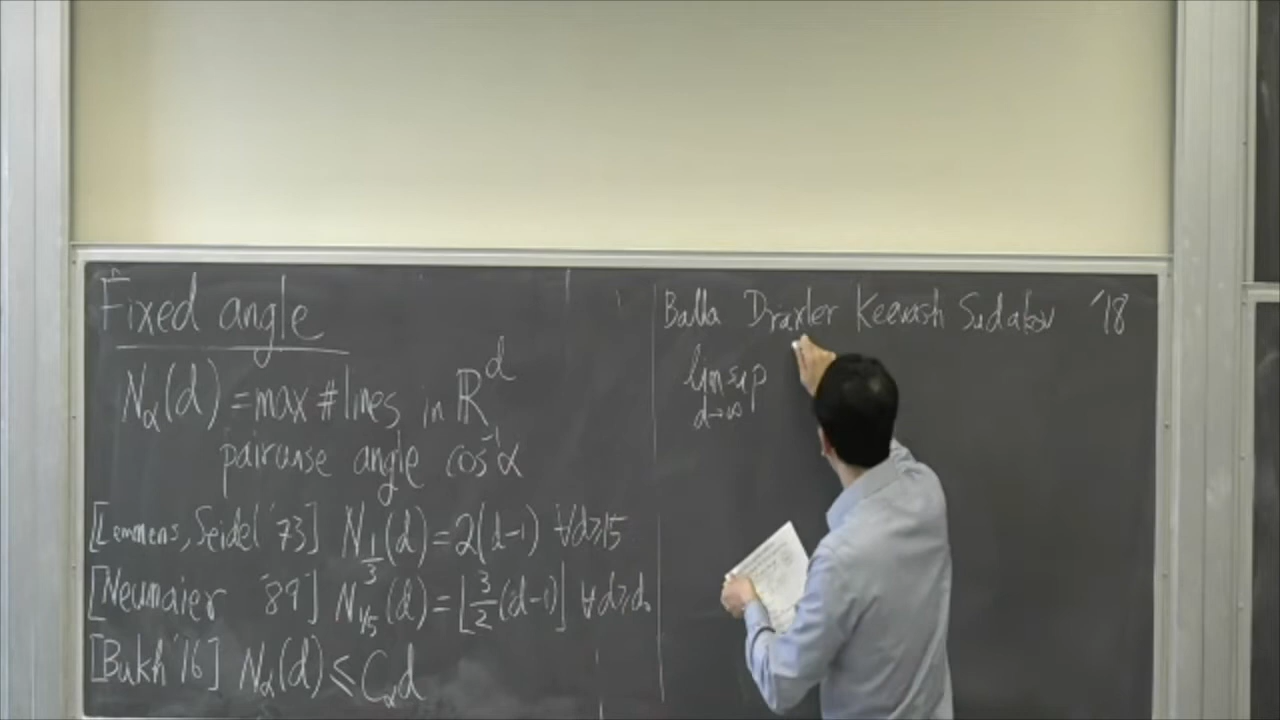 Fixed angle
N_α(d) = max # lines in ℝ^d
pairwise angle cos⁻¹α
[Lemmens, Seidel '73] N_{1/3}(d) = 2(d-1) ∀d≥15
[Neumaier '89] N_{1/5}(d) = ⌊3/2(d-1)⌋ ∀d≥d₀
[Bukh '16] N_α(d) ≤ C_α d
Balla Draxler Keevash Sudakov '18
lim sup
d→∞